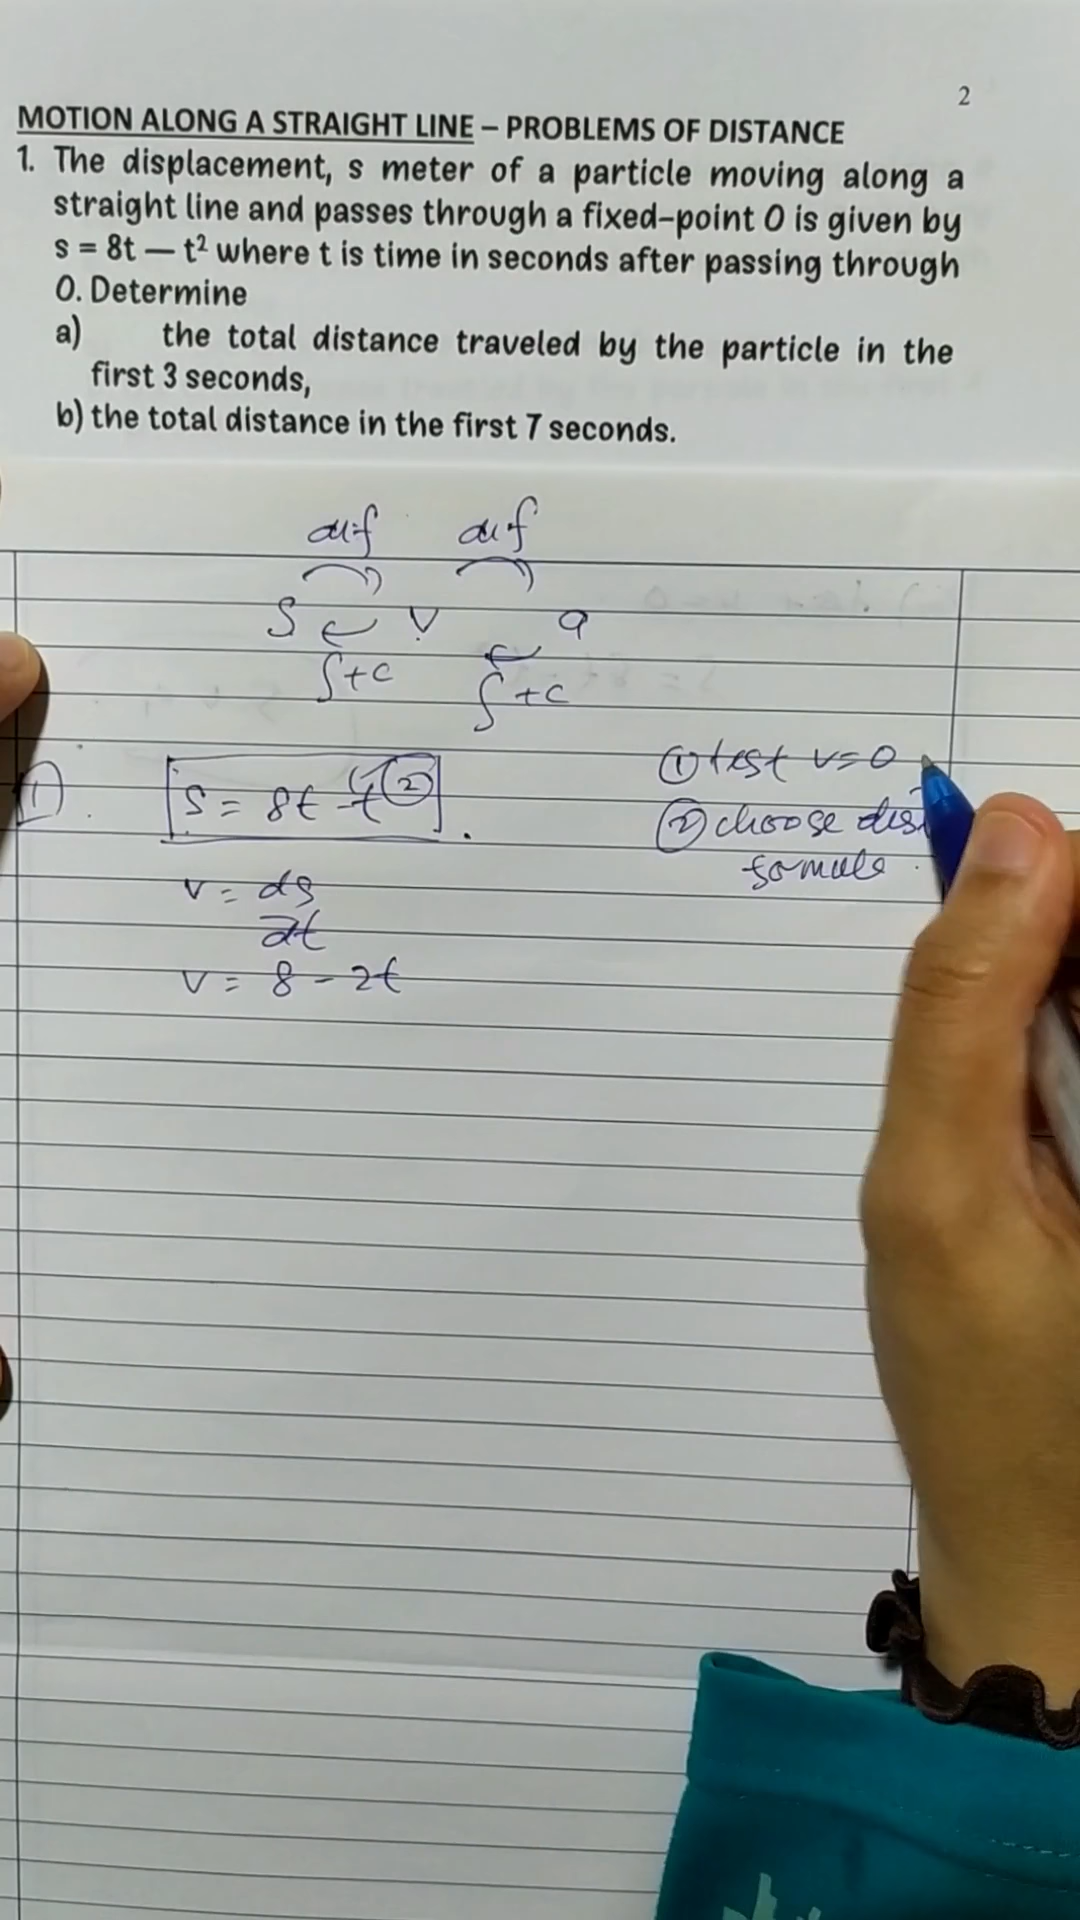 2
MOTION ALONG A STRAIGHT LINE – PROBLEMS OF DISTANCE
1. The displacement, s meter of a particle moving along a
straight line and passes through a fixed-point O is given by
s = 8t — t² where t is time in seconds after passing through
O. Determine
a) the total distance traveled by the particle in the
first 3 seconds,
b) the total distance in the first 7 seconds.
dif dif
S v a
∫+c ∫+c
① S = 8t - t²
① test v=0
② choose dist
formula
v = ds
dt
v = 8 - 2t